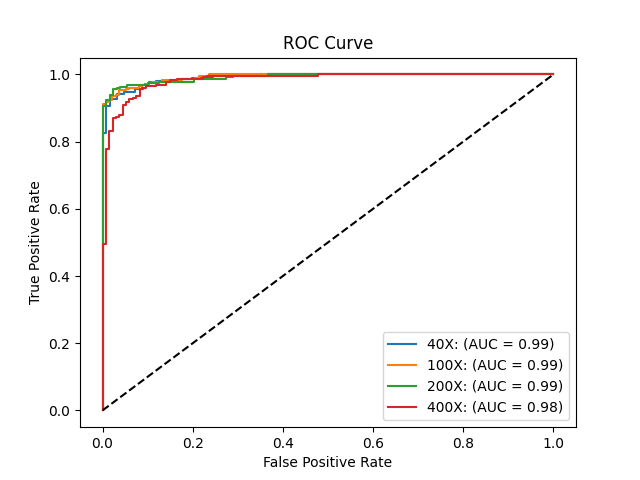 ROC Curve
True Positive Rate
1.0
0.8
0.6
0.4
0.2
0.0
40X: (AUC = 0.99)
100X: (AUC = 0.99)
200X: (AUC = 0.99)
400X: (AUC = 0.98)
0.0 0.2 0.4 0.6 0.8 1.0
False Positive Rate